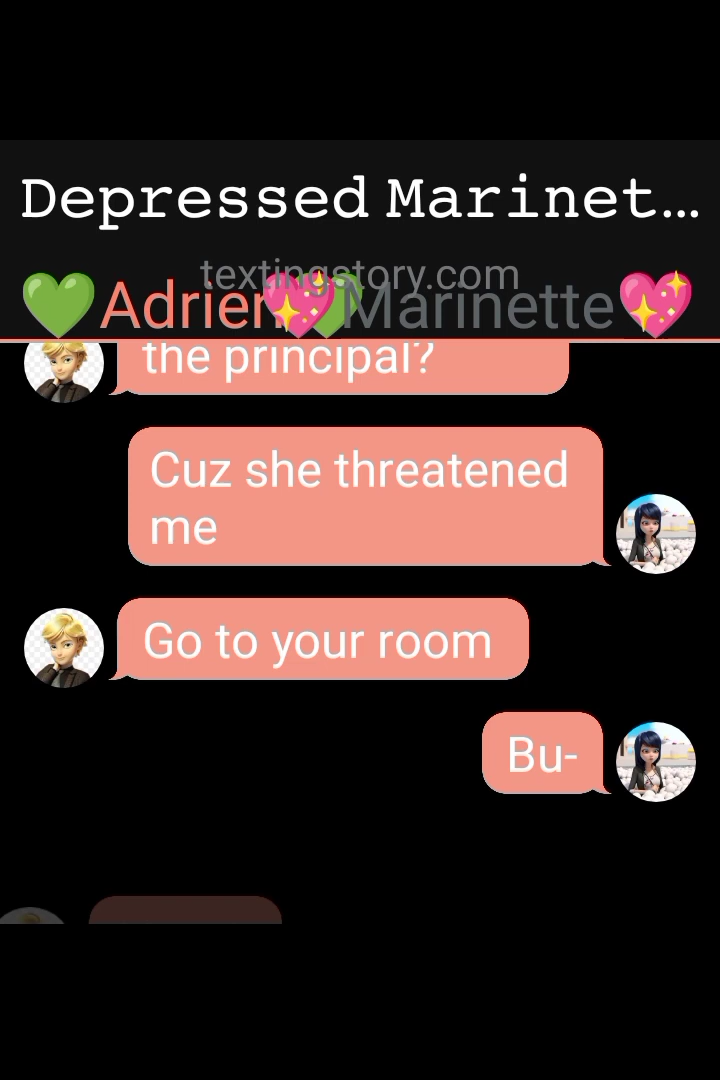 Depressed Marinet...
textingstory.com
💚Adrien💖💚Marinette💖
the principal?
Cuz she threatened
me
Go to your room
Bu-